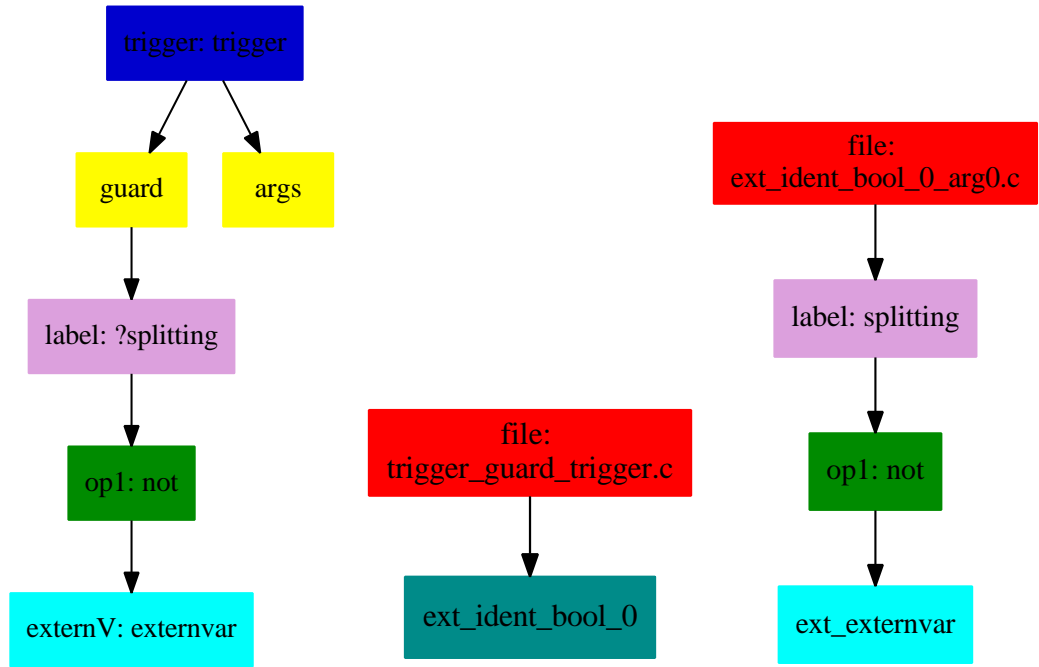 trigger: trigger
guard
args
label: ?splitting
op1: not
externV: externvar
file:
trigger_guard_trigger.c
ext_ident_bool_0
file:
ext_ident_bool_0_arg0.c
label: splitting
op1: not
ext_externvar